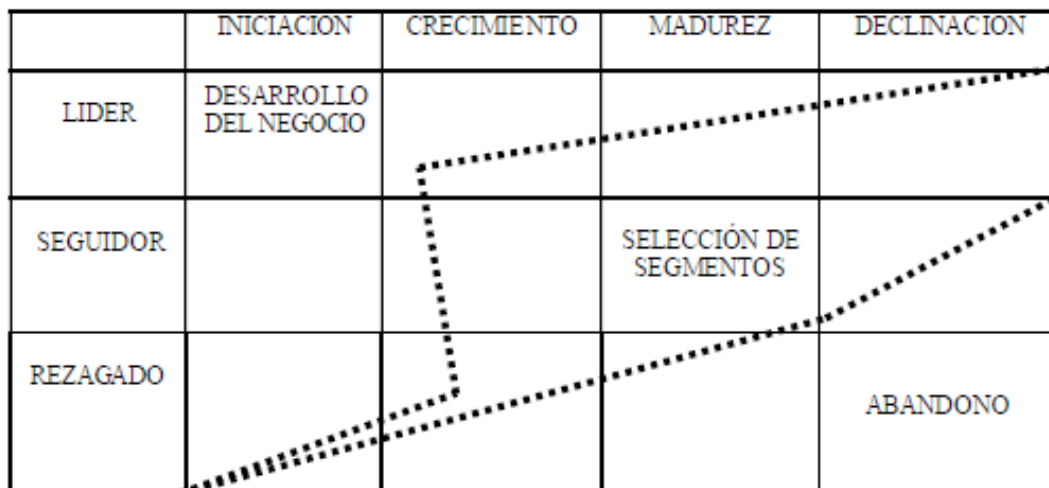 INICIACION CRECIMIENTO MADUREZ DECLINACION
LIDER
DESARROLLO
DEL NEGOCIO
SEGUIDOR
SELECCIÓN DE
SEGMENTOS
REZAGADO
ABANDONO